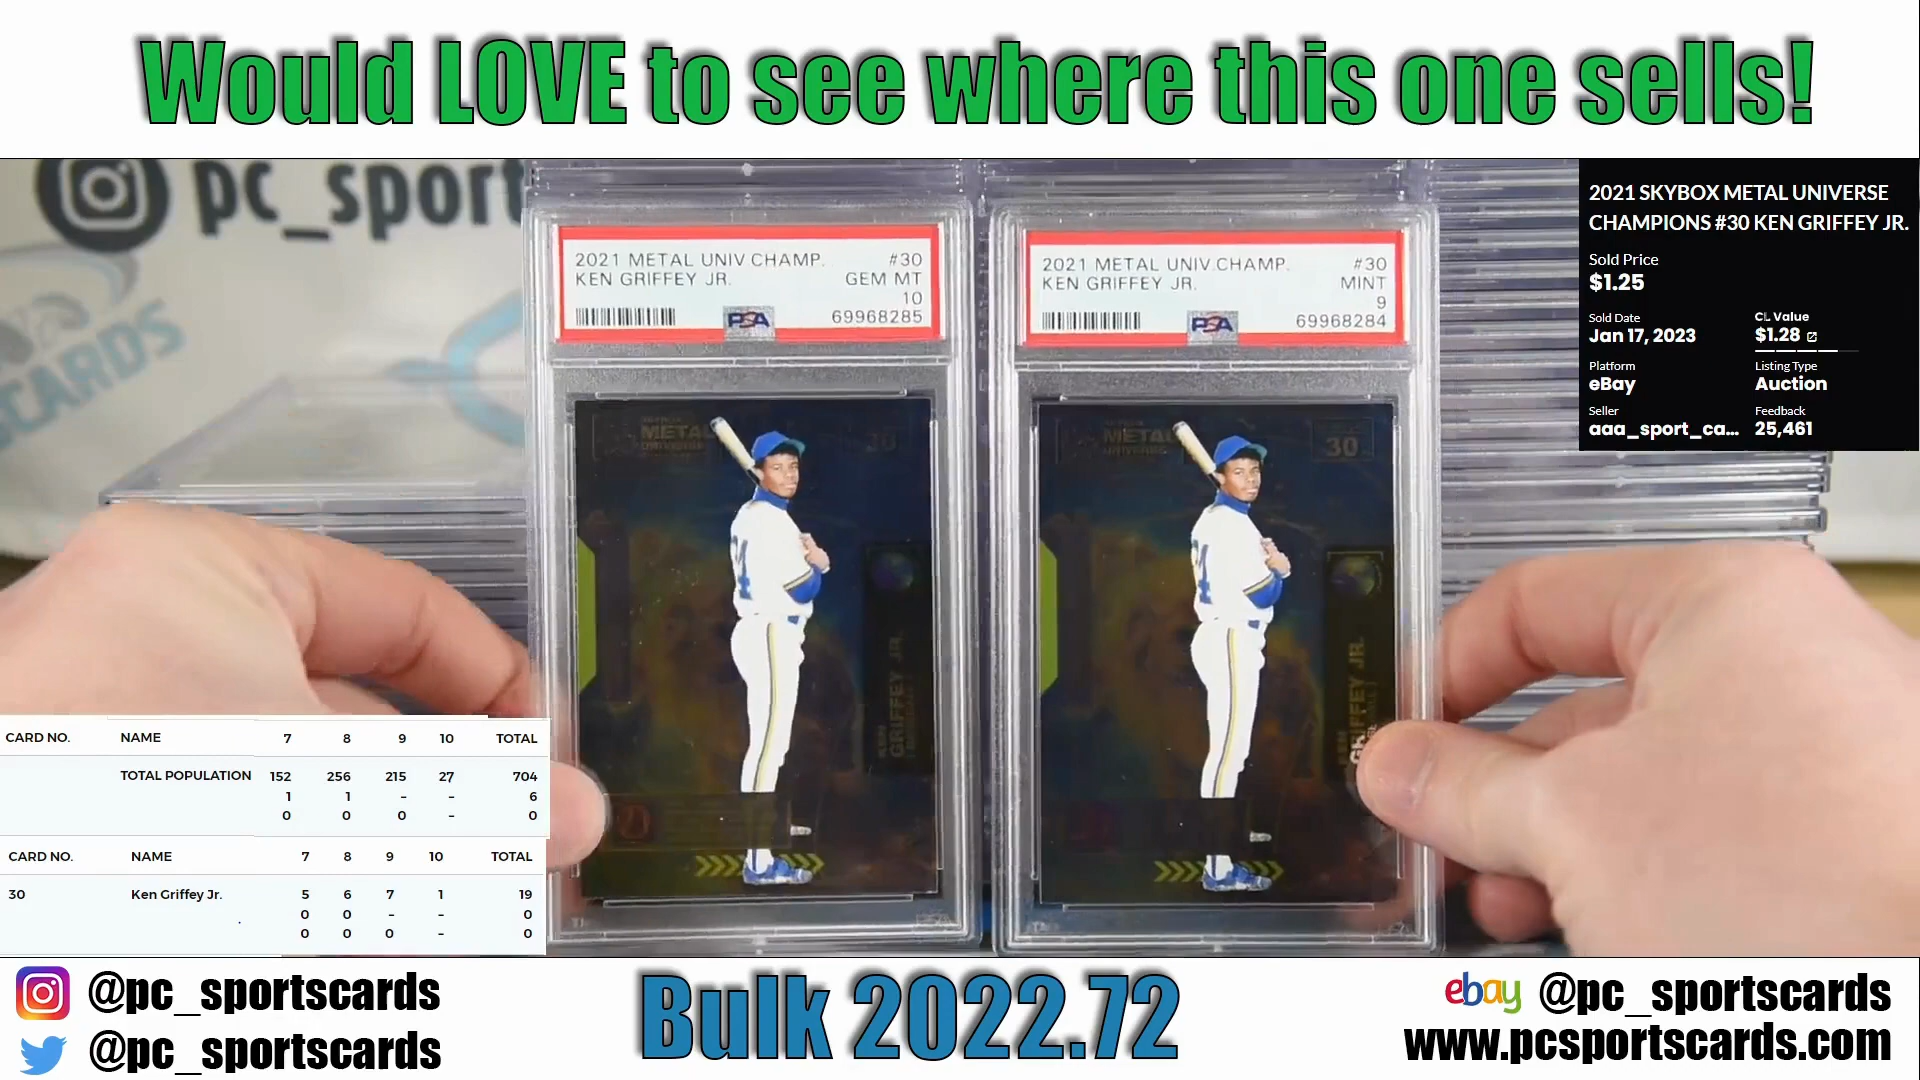 Would LOVE to see where this one sells!
pc_sport
SCARDS
2021 METAL UNIV.CHAMP. #30
KEN GRIFFEY JR. GEM MT
10
PSA 69968285
2021 METAL UNIV.CHAMP. #30
KEN GRIFFEY JR. MINT
9
PSA 69968284
2021 SKYBOX METAL UNIVERSE
CHAMPIONS #30 KEN GRIFFEY JR.
Sold Price
$1.25
Sold Date CL Value
Jan 17, 2023 $1.28
Platform Listing Type
eBay Auction
Seller Feedback
aaa_sport_ca... 25,461
METAL
UNIVERSE
30
KEN
GRIFFEY JR.
METAL
UNIVERSE
30
GRIFFEY JR.
CARD NO. NAME 7 8 9 10 TOTAL
TOTAL POPULATION 152 256 215 27 704
1 1 - - 6
0 0 0 - 0
CARD NO. NAME 7 8 9 10 TOTAL
30 Ken Griffey Jr. 5 6 7 1 19
0 0 - - 0
0 0 0 - 0
@pc_sportscards
@pc_sportscards
Bulk 2022.72
ebay @pc_sportscards
www.pcsportscards.com